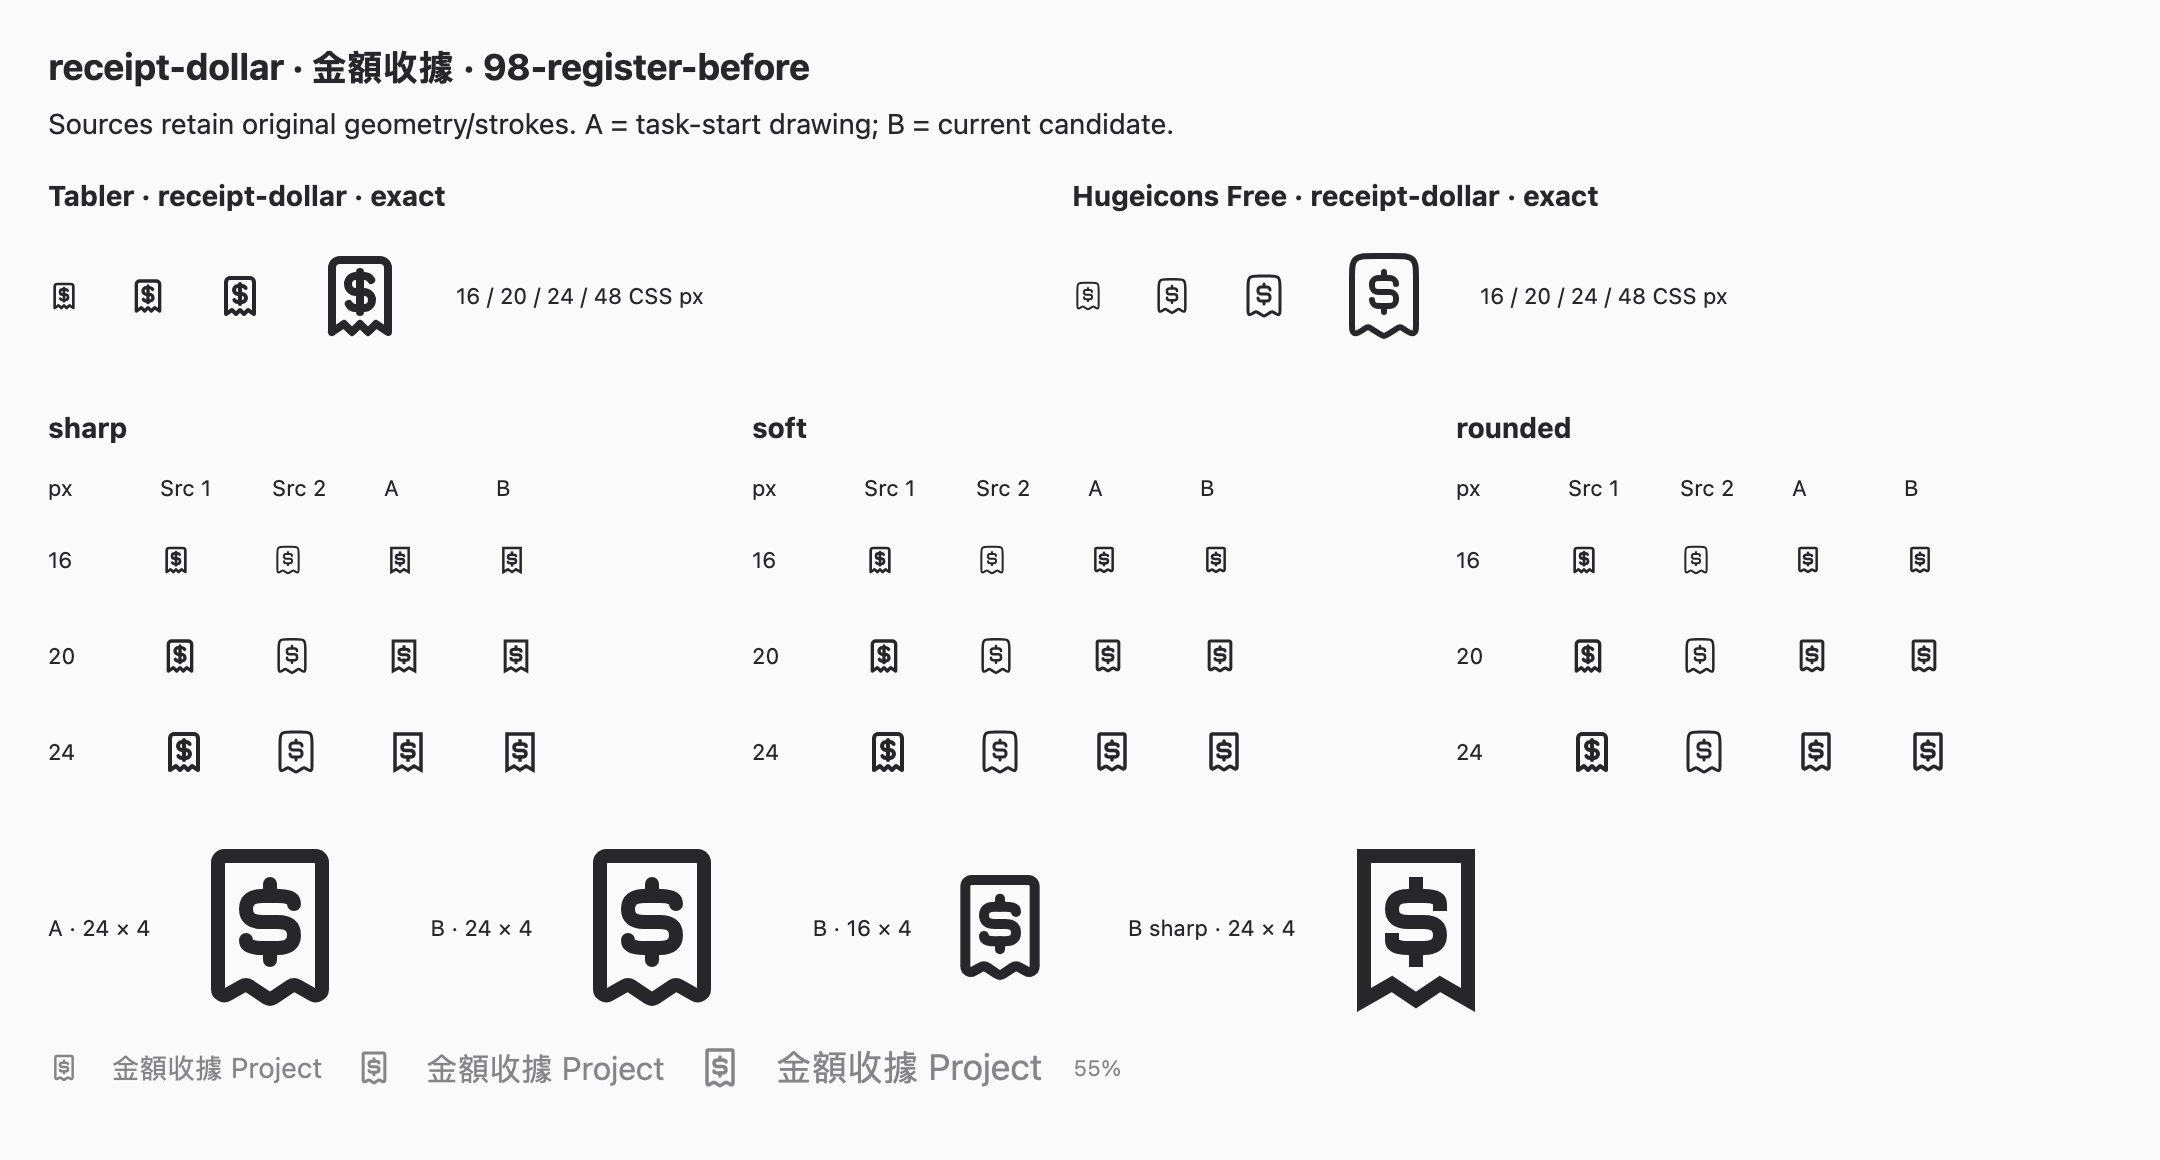 receipt-dollar · 金額收據 · 98-register-before
Sources retain original geometry/strokes. A = task-start drawing; B = current candidate.
Tabler · receipt-dollar · exact
16 / 20 / 24 / 48 CSS px
Hugeicons Free · receipt-dollar · exact
16 / 20 / 24 / 48 CSS px
sharp
px Src 1 Src 2 A B
16
20
24
soft
px Src 1 Src 2 A B
16
20
24
rounded
px Src 1 Src 2 A B
16
20
24
A · 24 × 4
B · 24 × 4
B · 16 × 4
B sharp · 24 × 4
金額收據 Project
金額收據 Project
金額收據 Project
55%